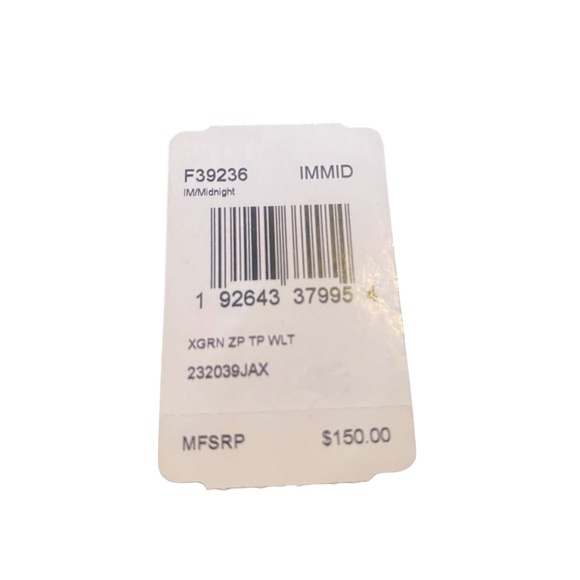 F39236 IMMID
IM/Midnight
1 92643 37995 4
XGRN ZP TP WLT
232039JAX
MFSRP $150.00